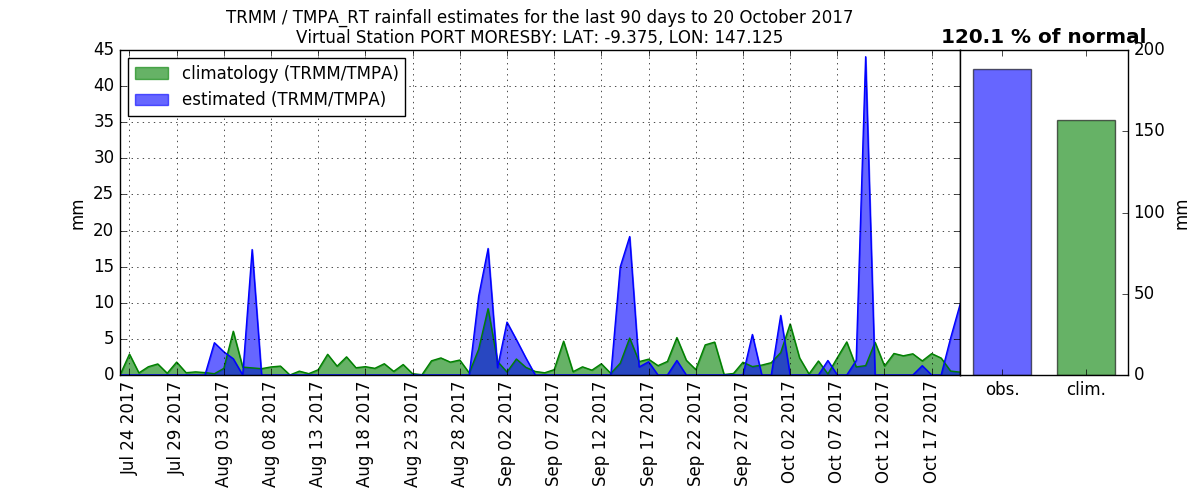 TRMM / TMPA_RT rainfall estimates for the last 90 days to 20 October 2017
Virtual Station PORT MORESBY: LAT: -9.375, LON: 147.125
120.1 % of normal
climatology (TRMM/TMPA)
estimated (TRMM/TMPA)
45
40
35
30
25
20
15
10
5
0
mm
Jul 24 2017
Jul 29 2017
Aug 03 2017
Aug 08 2017
Aug 13 2017
Aug 18 2017
Aug 23 2017
Aug 28 2017
Sep 02 2017
Sep 07 2017
Sep 12 2017
Sep 17 2017
Sep 22 2017
Sep 27 2017
Oct 02 2017
Oct 07 2017
Oct 12 2017
Oct 17 2017
obs.
clim.
200
150
100
50
0
mm